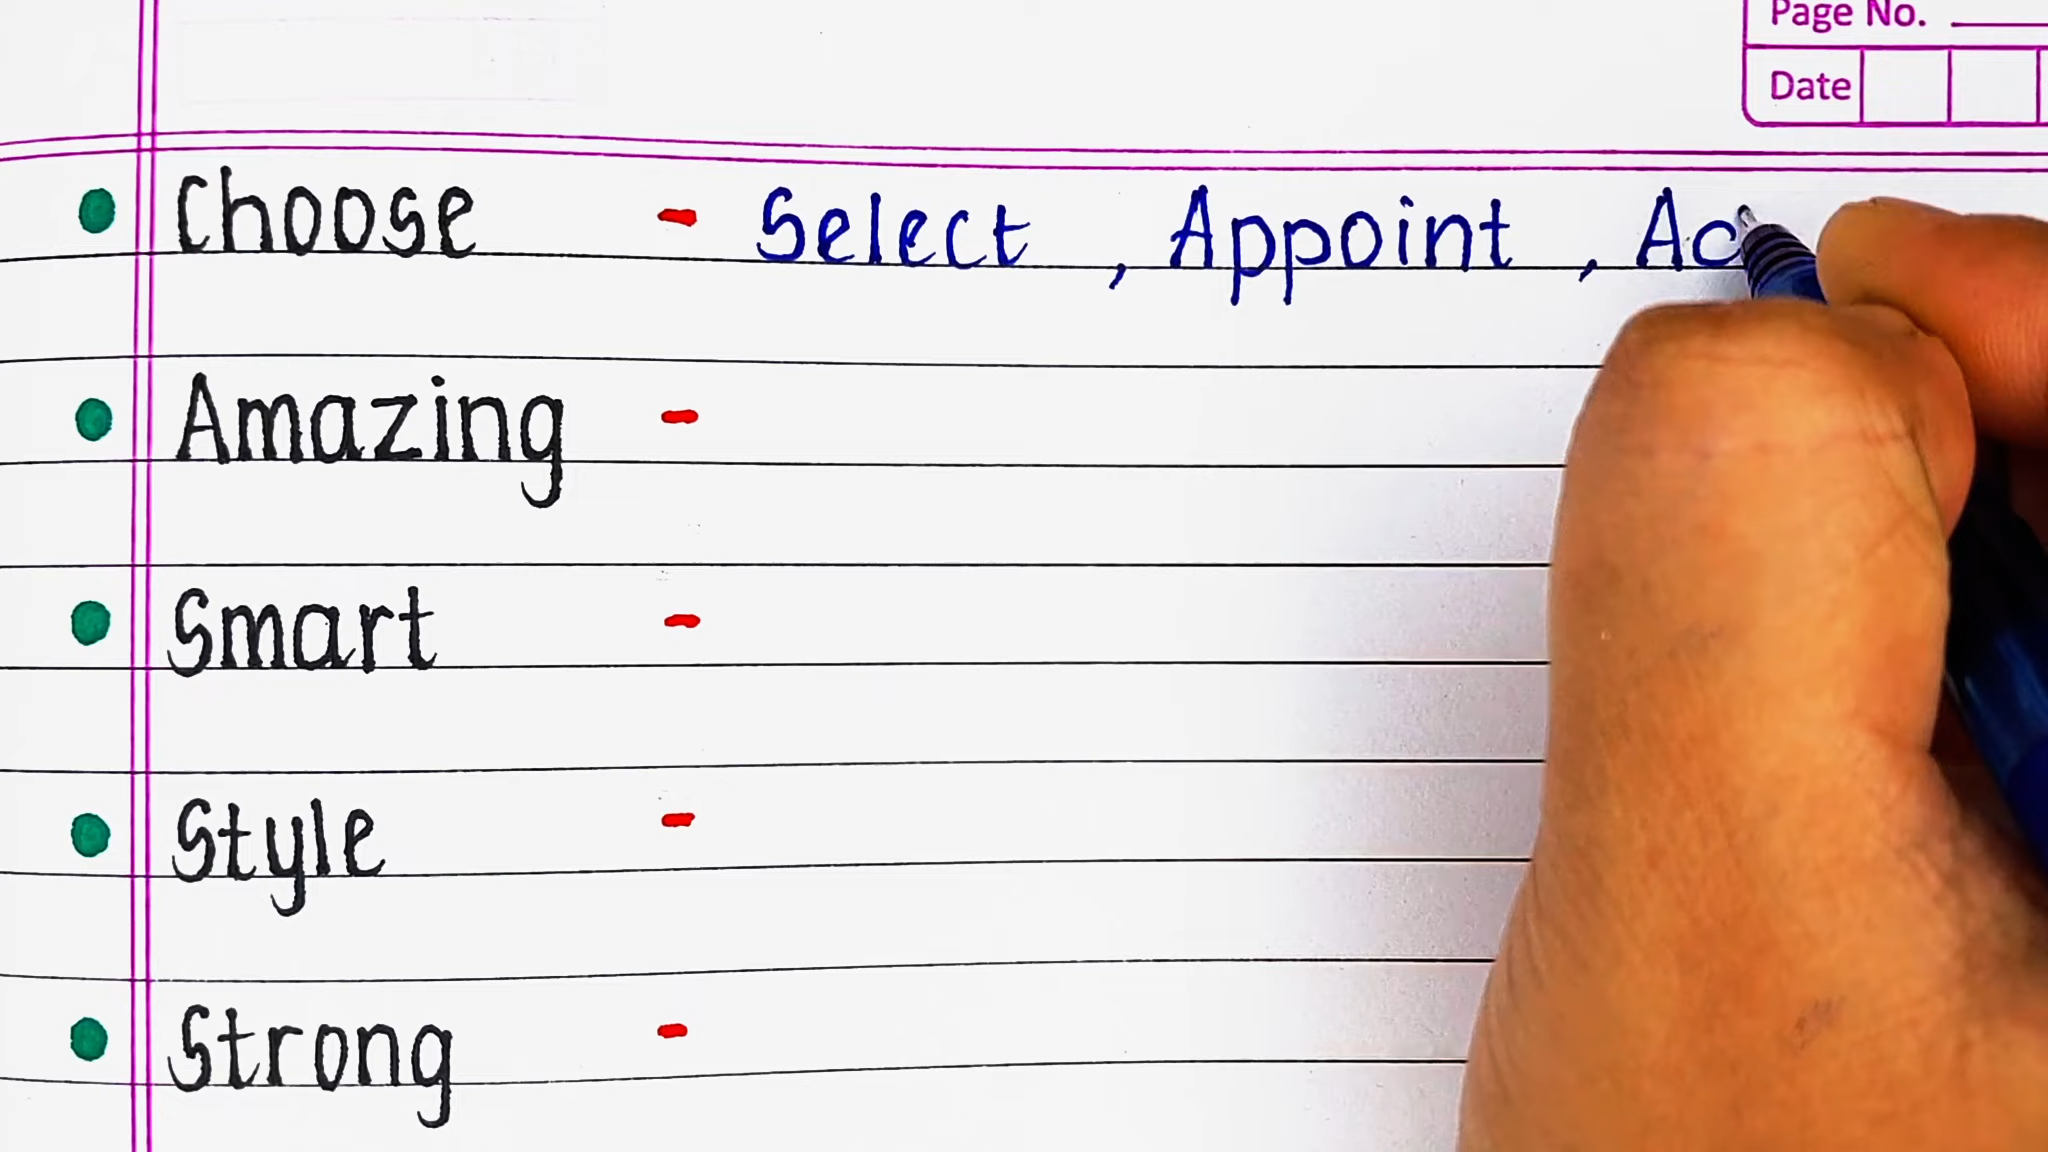 Page No.
Date
Choose - Select , Appoint , Ac
Amazing -
Smart -
Style -
Strong -